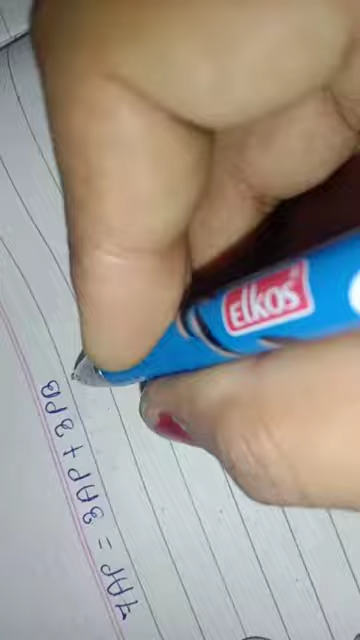 Elkos
7AP = 3AP + 3PB